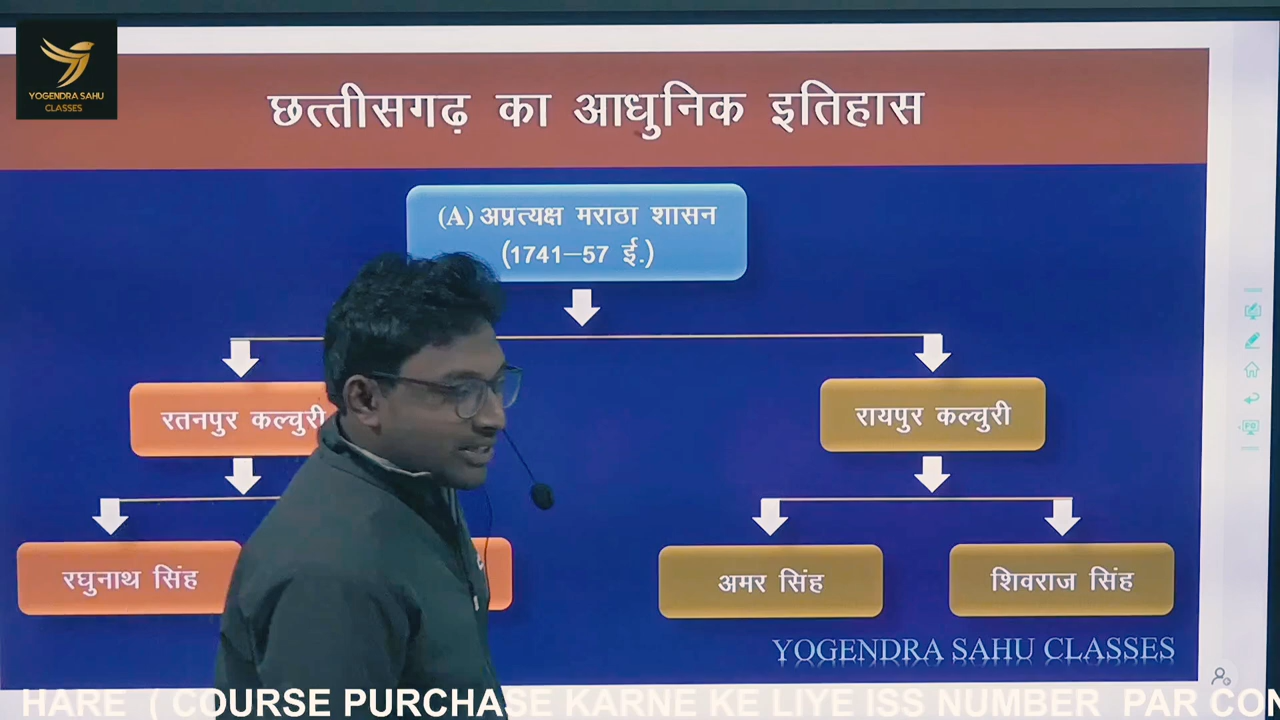 YOGENDRA SAHU
CLASSES
छत्तीसगढ़ का आधुनिक इतिहास
(A) अप्रत्यक्ष मराठा शासन
(1741–57 ई.)
रतनपुर कल्चुरी
रायपुर कल्चुरी
रघुनाथ सिंह
अमर सिंह
शिवराज सिंह
YOGENDRA SAHU CLASSES
HARE ( COURSE PURCHASE KARNE KE LIYE ISS NUMBER PAR CON